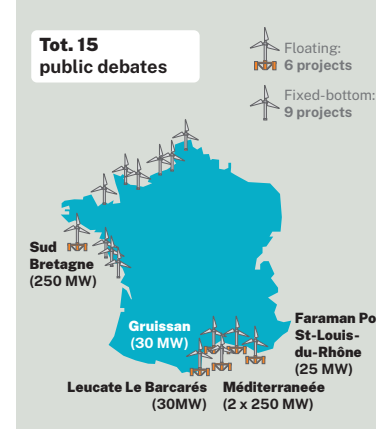 Tot. 15
public debates
Floating:
6 projects
Fixed-bottom:
9 projects
Sud
Bretagne
(250 MW)
Gruissan
(30 MW)
Faraman Po
St-Louis-
du-Rhône
(25 MW)
Leucate Le Barcarés
(30MW)
Méditerraneée
(2 x 250 MW)